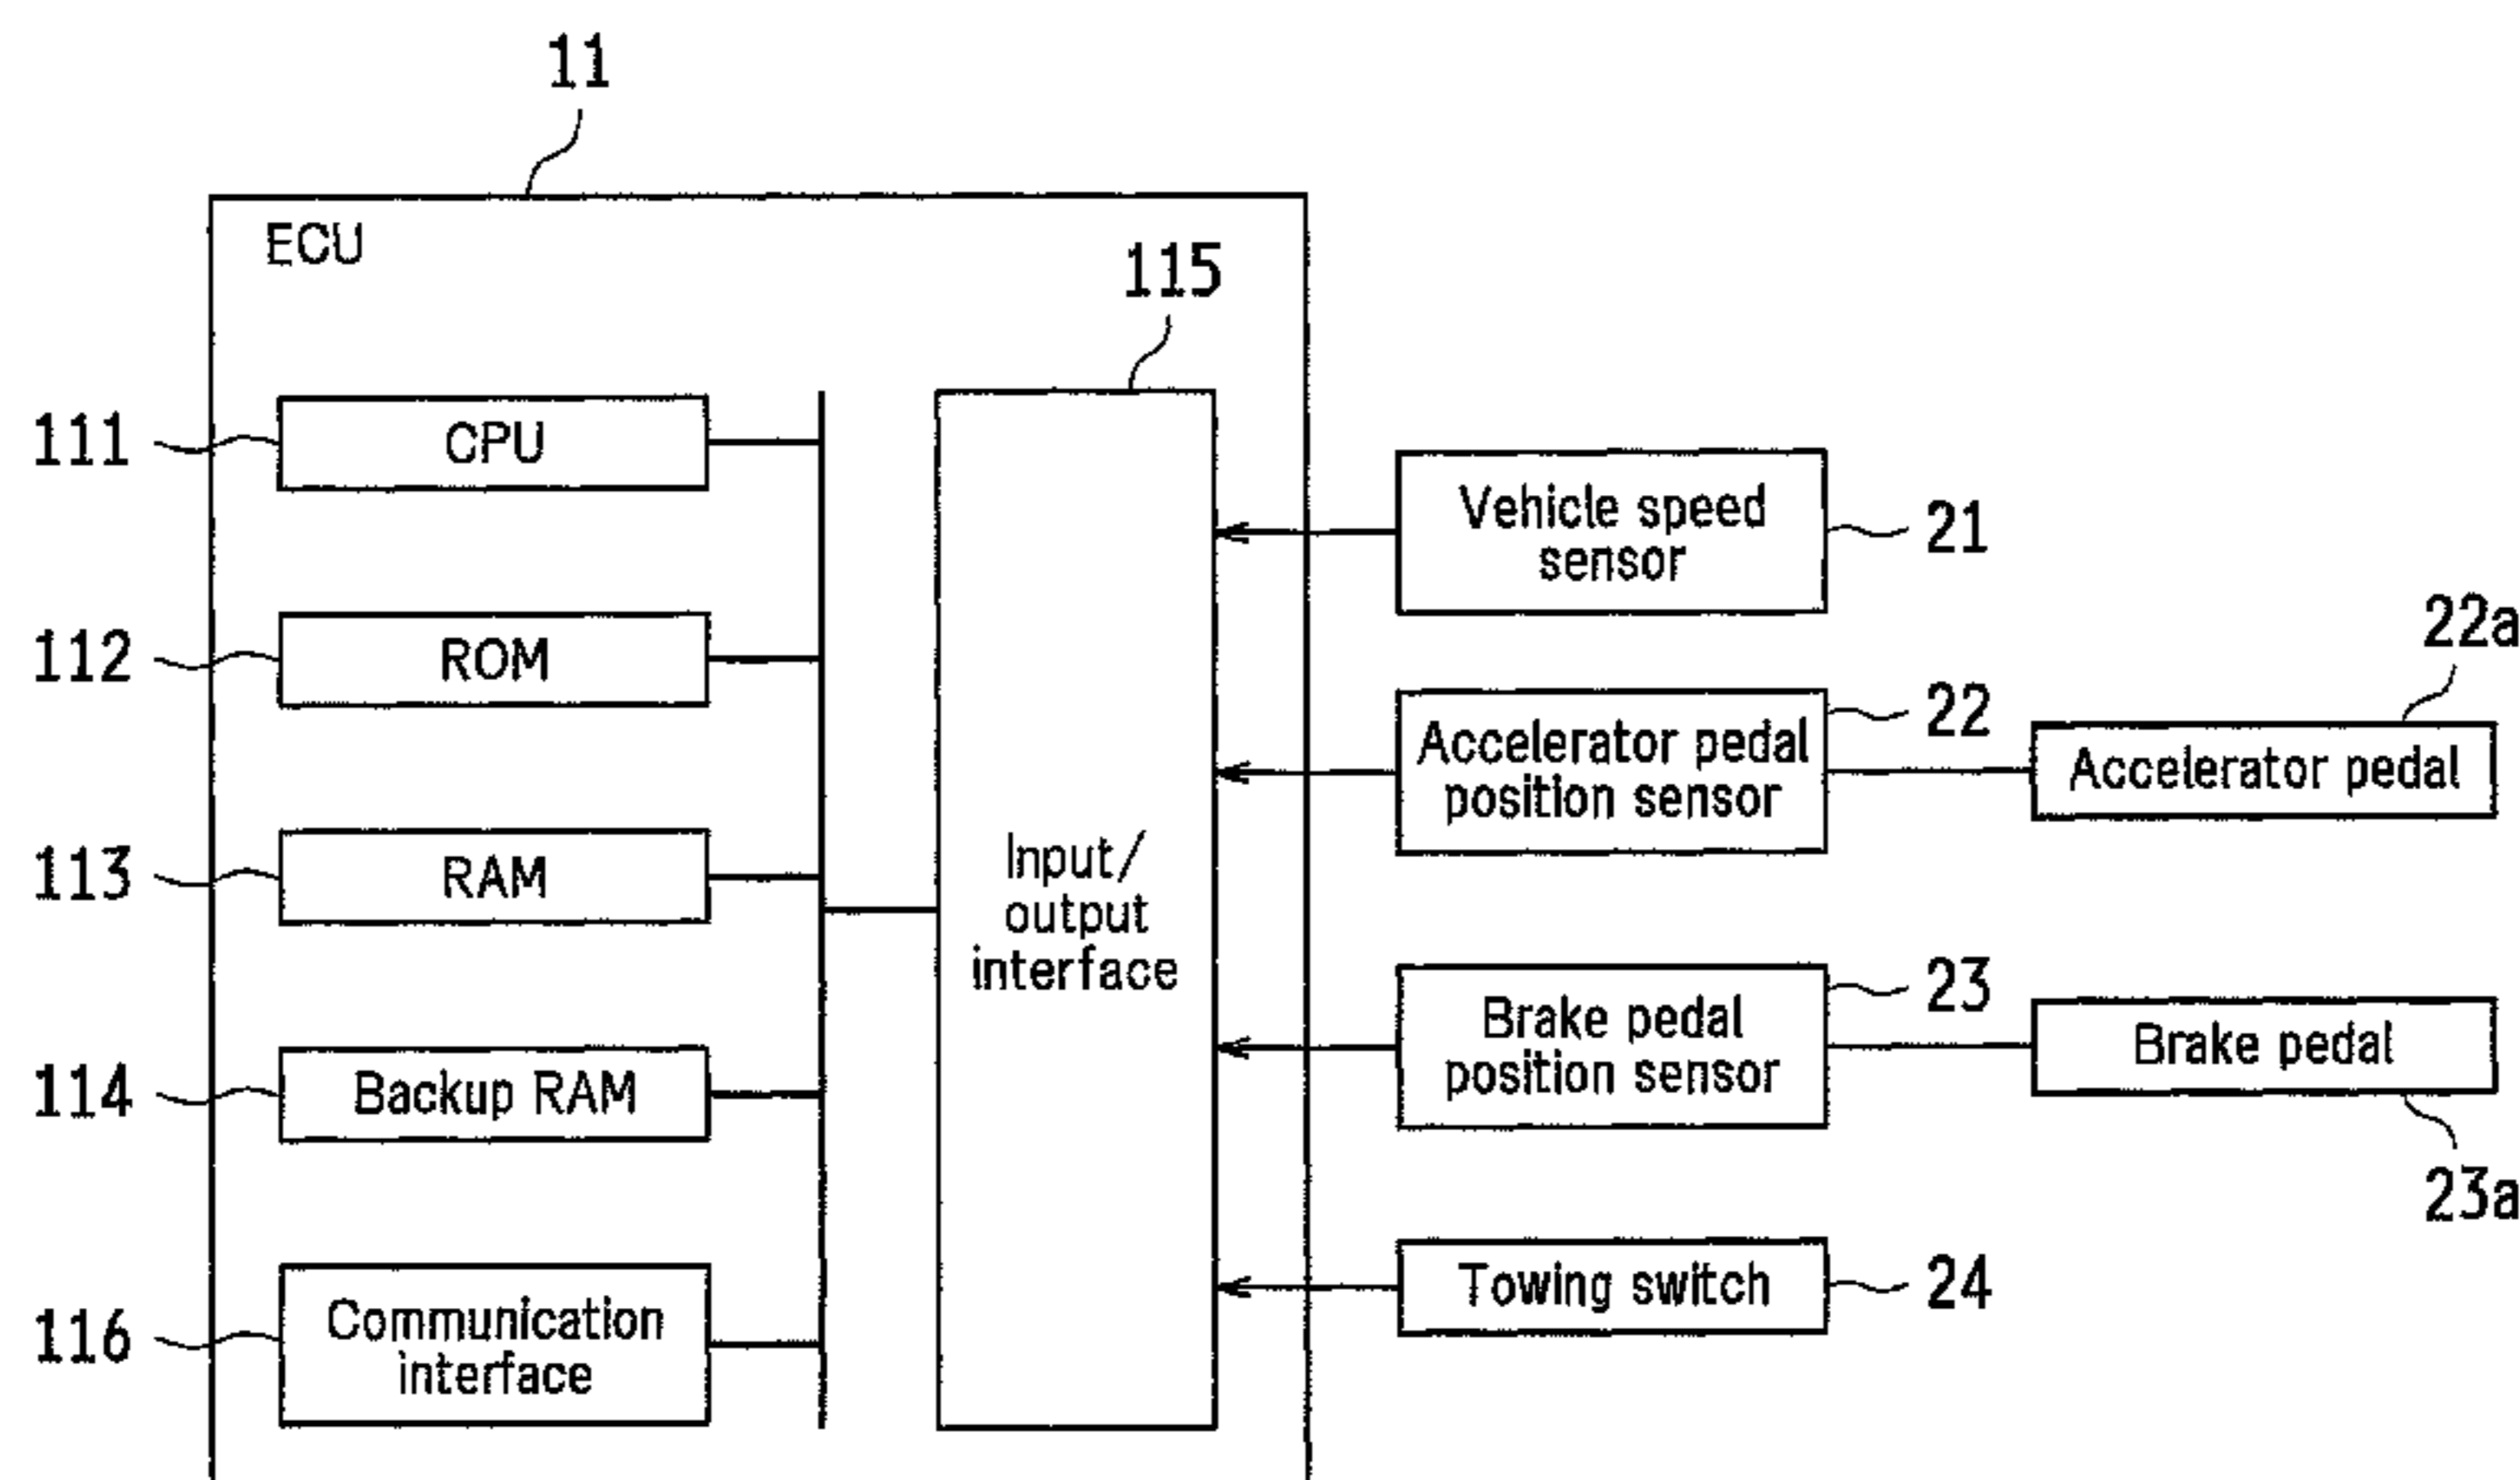 11
ECU
115
111
CPU
112
ROM
113
RAM
114
Backup RAM
116
Communication
interface
Input/
output
interface
Vehicle speed
sensor
21
Accelerator pedal
position sensor
22
22a
Accelerator pedal
Brake pedal
position sensor
23
Brake pedal
23a
Towing switch
24